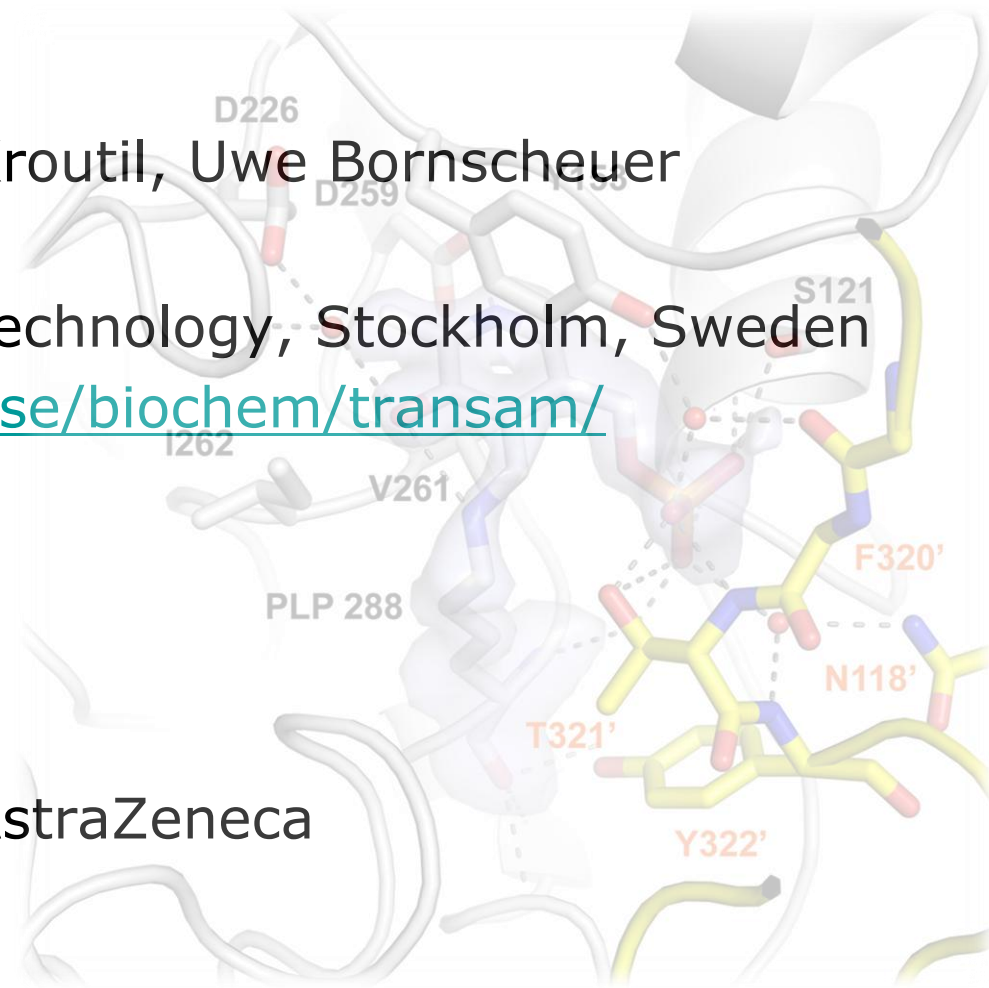 D226
routil, Uwe Bornscheuer
D259
S121
echnology, Stockholm, Sweden
se/biochem/transam/
I262
V261
F320’
PLP 288
N118’
T321’
straZeneca
Y322’